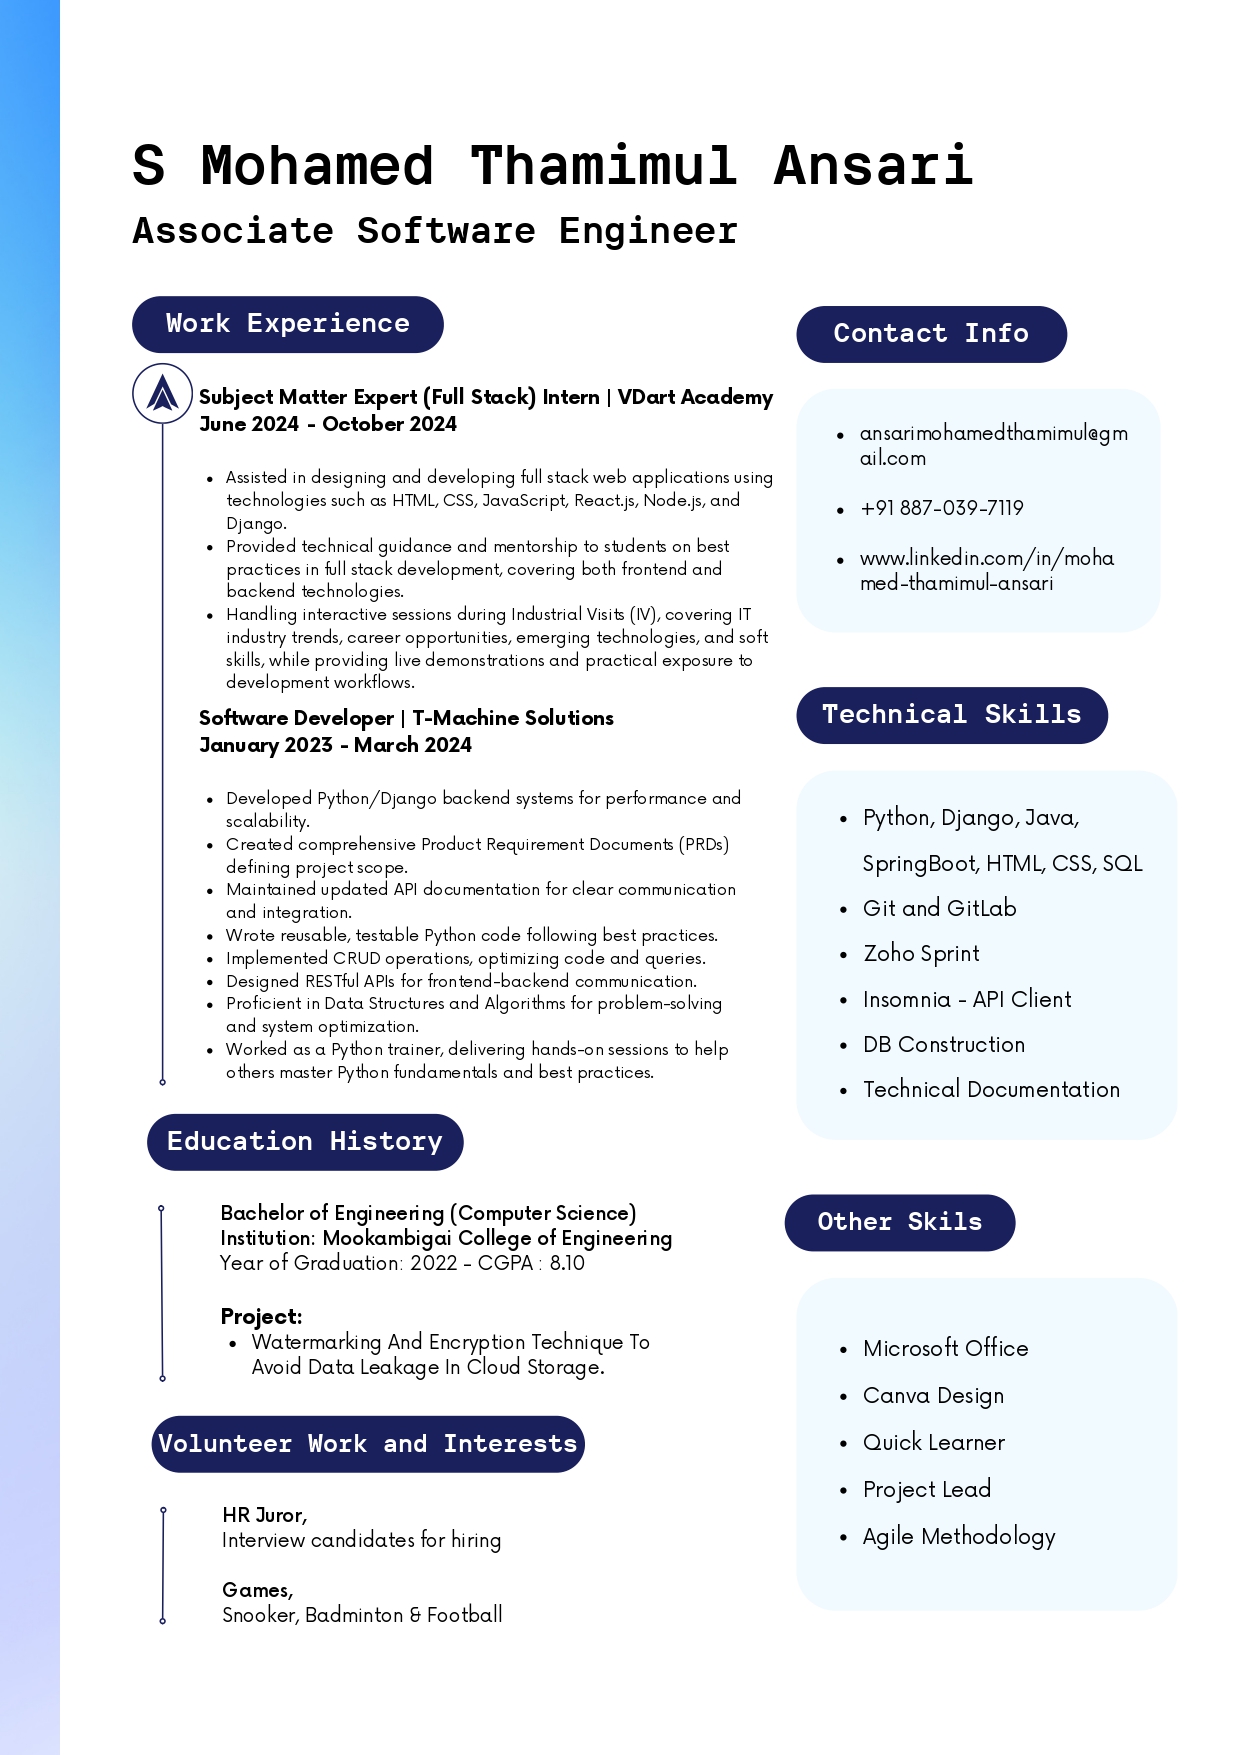 S Mohamed Thamimul Ansari
Associate Software Engineer
Work Experience
Subject Matter Expert (Full Stack) Intern | VDart Academy
June 2024 - October 2024
• Assisted in designing and developing full stack web applications using
technologies such as HTML, CSS, JavaScript, React.js, Node.js, and
Django.
• Provided technical guidance and mentorship to students on best
practices in full stack development, covering both frontend and
backend technologies.
• Handling interactive sessions during Industrial Visits (IV), covering IT
industry trends, career opportunities, emerging technologies, and soft
skills, while providing live demonstrations and practical exposure to
development workflows.
Software Developer | T-Machine Solutions
January 2023 - March 2024
• Developed Python/Django backend systems for performance and
scalability.
• Created comprehensive Product Requirement Documents (PRDs)
defining project scope.
• Maintained updated API documentation for clear communication
and integration.
• Wrote reusable, testable Python code following best practices.
• Implemented CRUD operations, optimizing code and queries.
• Designed RESTful APIs for frontend-backend communication.
• Proficient in Data Structures and Algorithms for problem-solving
and system optimization.
• Worked as a Python trainer, delivering hands-on sessions to help
others master Python fundamentals and best practices.
Education History
Bachelor of Engineering (Computer Science)
Institution: Mookambigai College of Engineering
Year of Graduation: 2022 - CGPA : 8.10
Project:
• Watermarking And Encryption Technique To
Avoid Data Leakage In Cloud Storage.
Volunteer Work and Interests
HR Juror,
Interview candidates for hiring
Games,
Snooker, Badminton & Football
Contact Info
• ansarimohamedthamimul@gm
ail.com
• +91 887-039-7119
• www.linkedin.com/in/moha
med-thamimul-ansari
Technical Skills
• Python, Django, Java,
SpringBoot, HTML, CSS, SQL
• Git and GitLab
• Zoho Sprint
• Insomnia - API Client
• DB Construction
• Technical Documentation
Other Skils
• Microsoft Office
• Canva Design
• Quick Learner
• Project Lead
• Agile Methodology